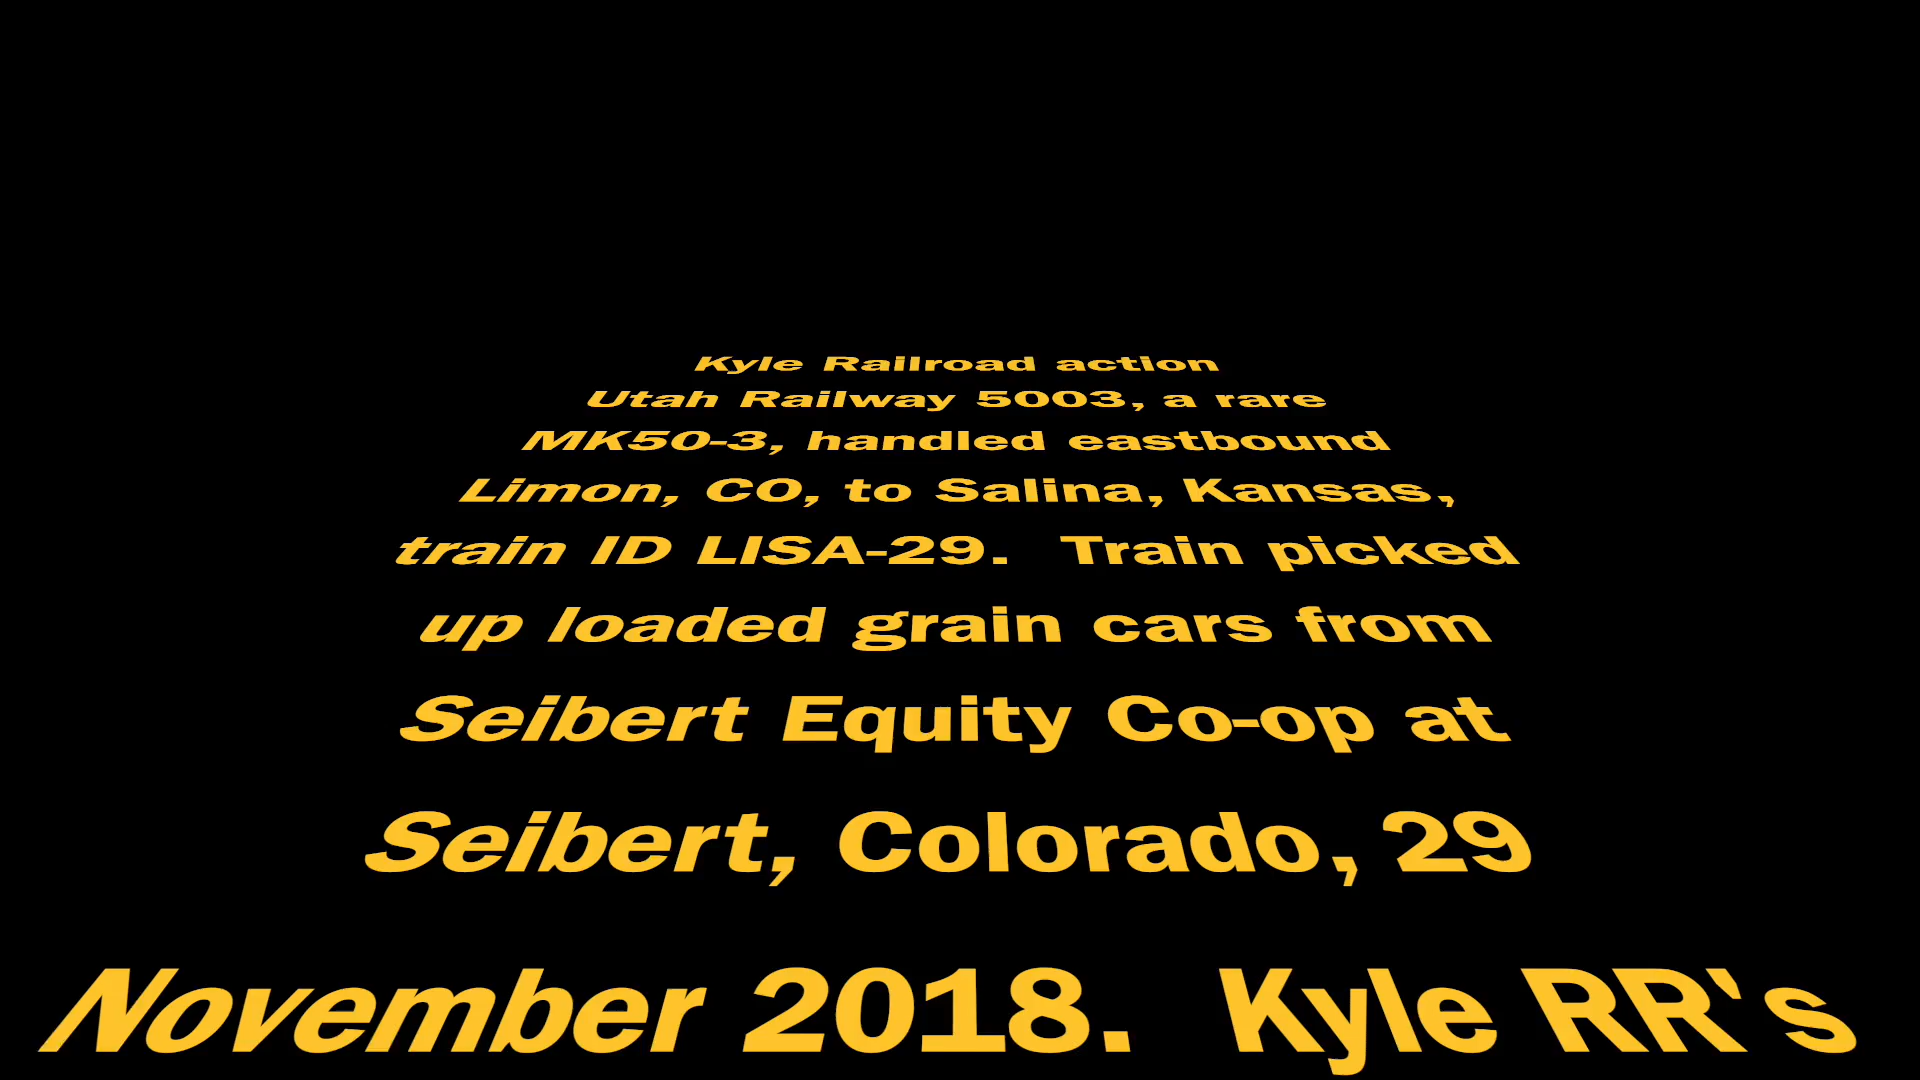 Kyle Railroad action
Utah Railway 5003, a rare
MK50-3, handled eastbound
Limon, CO, to Salina, Kansas,
train ID LISA-29.  Train picked
up loaded grain cars from
Seibert Equity Co-op at
Seibert, Colorado, 29
November 2018.  Kyle RR's